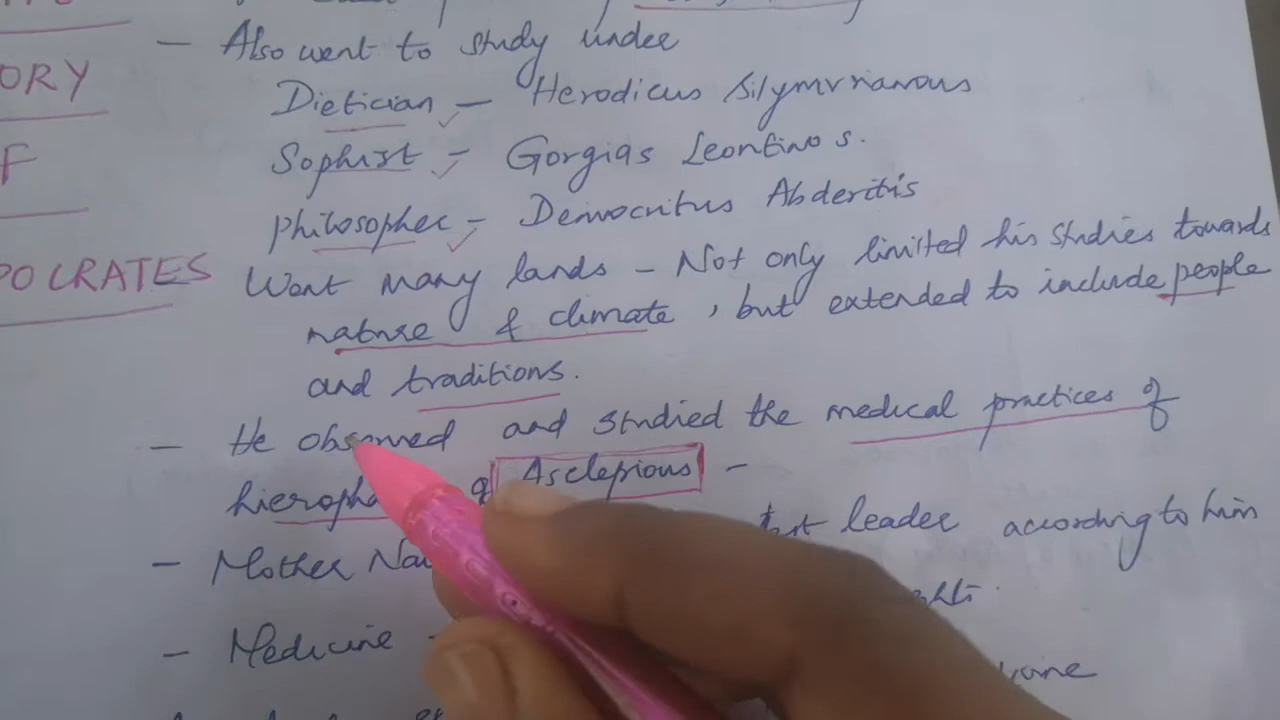 — Also went to study under
ORY
Dietician — Herodicus Silymvrianous
F
Sophist — Gorgias Leontinos.
Philosopher — Democritus Abderitis
POCRATES
Went many lands — Not only limited his studies towards
nature & climate, but extended to include people
and traditions.
— He observed and studied the medical practices of
Asclepious —
— Mother leader according to him
— Medicine